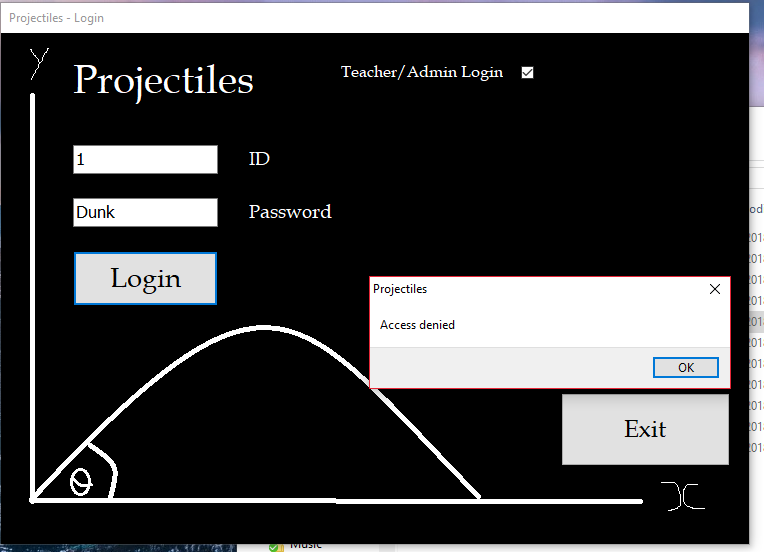 Projectiles - Login
y
Projectiles
Teacher/Admin Login
1
ID
Dunk
Password
Login
Projectiles
Access denied
OK
Exit
θ
x
Music